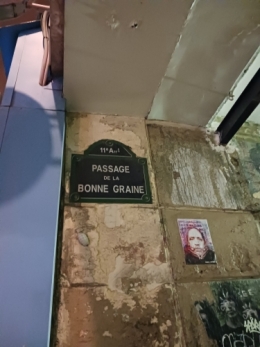 11e Arrt
PASSAGE
DE LA
BONNE GRAINE